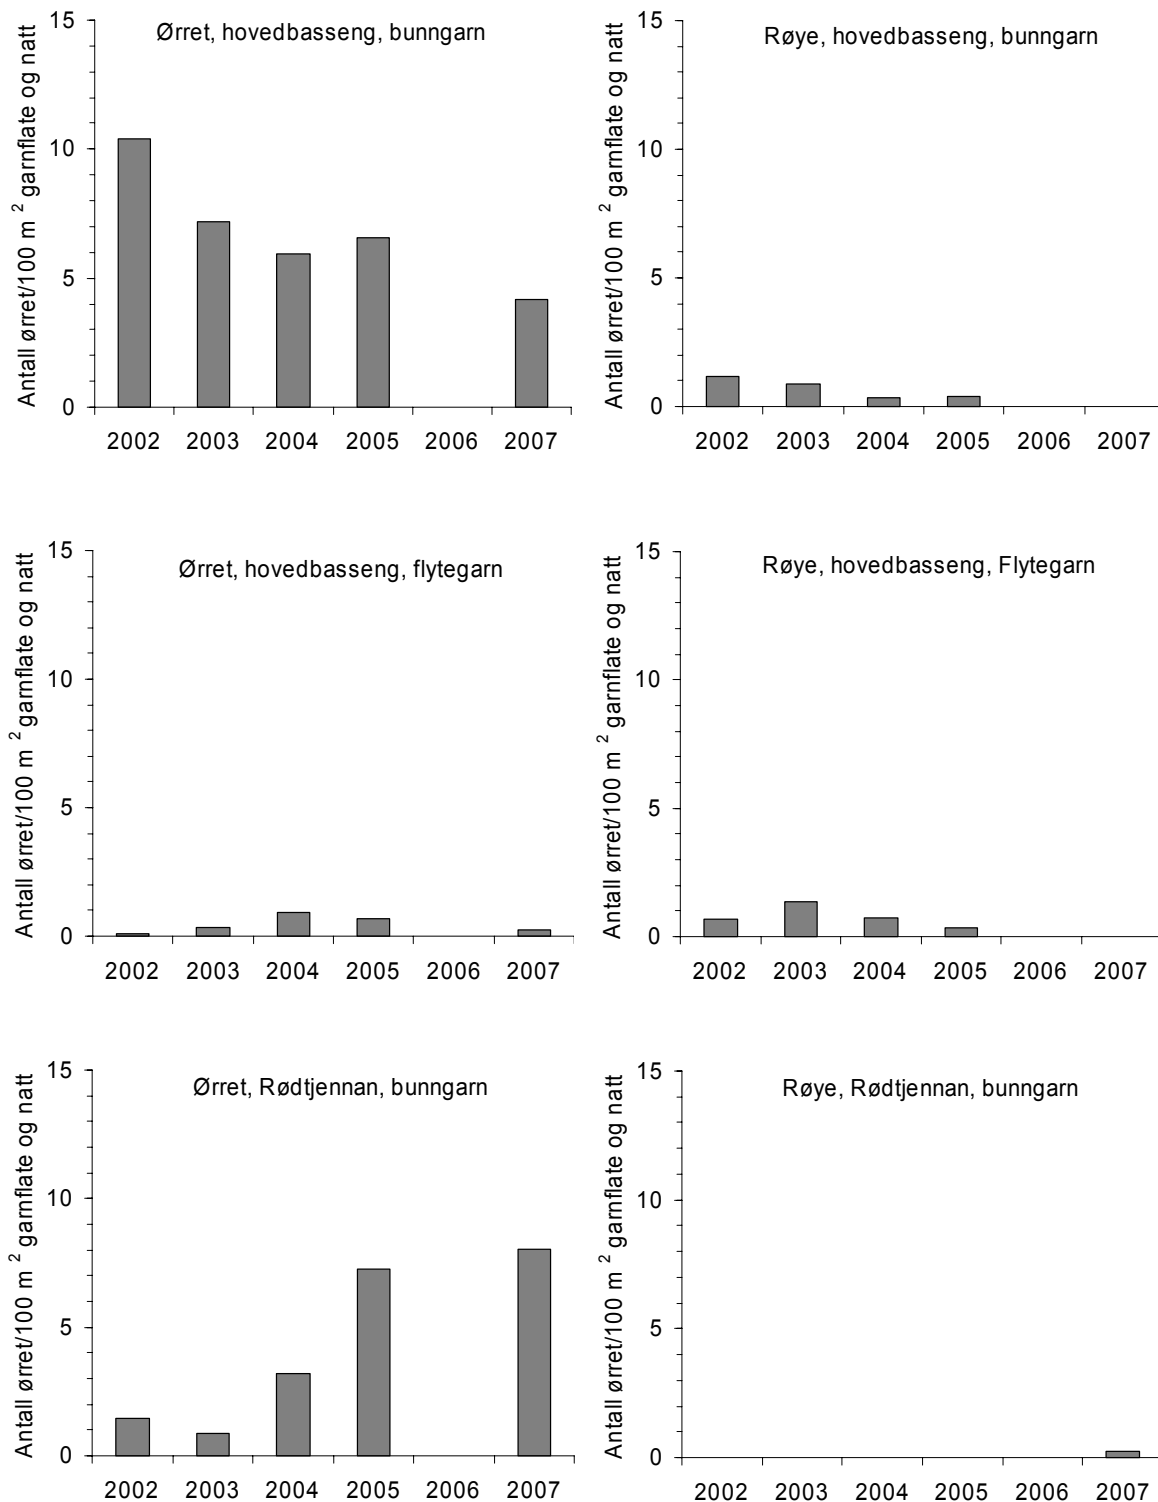 Ørret, hovedbasseng, bunngarn
Antall ørret/100 m ² garnflate og natt
15
10
5
0
2002 2003 2004 2005 2006 2007
Røye, hovedbasseng, bunngarn
Antall ørret/100 m ² garnflate og natt
15
10
5
0
2002 2003 2004 2005 2006 2007
Ørret, hovedbasseng, flytegarn
Antall ørret/100 m ² garnflate og natt
15
10
5
0
2002 2003 2004 2005 2006 2007
Røye, hovedbasseng, Flytegarn
Antall ørret/100 m ² garnflate og natt
15
10
5
0
2002 2003 2004 2005 2006 2007
Ørret, Rødtjennan, bunngarn
Antall ørret/100 m ² garnflate og natt
15
10
5
0
2002 2003 2004 2005 2006 2007
Røye, Rødtjennan, bunngarn
Antall ørret/100 m ² garnflate og natt
15
10
5
0
2002 2003 2004 2005 2006 2007